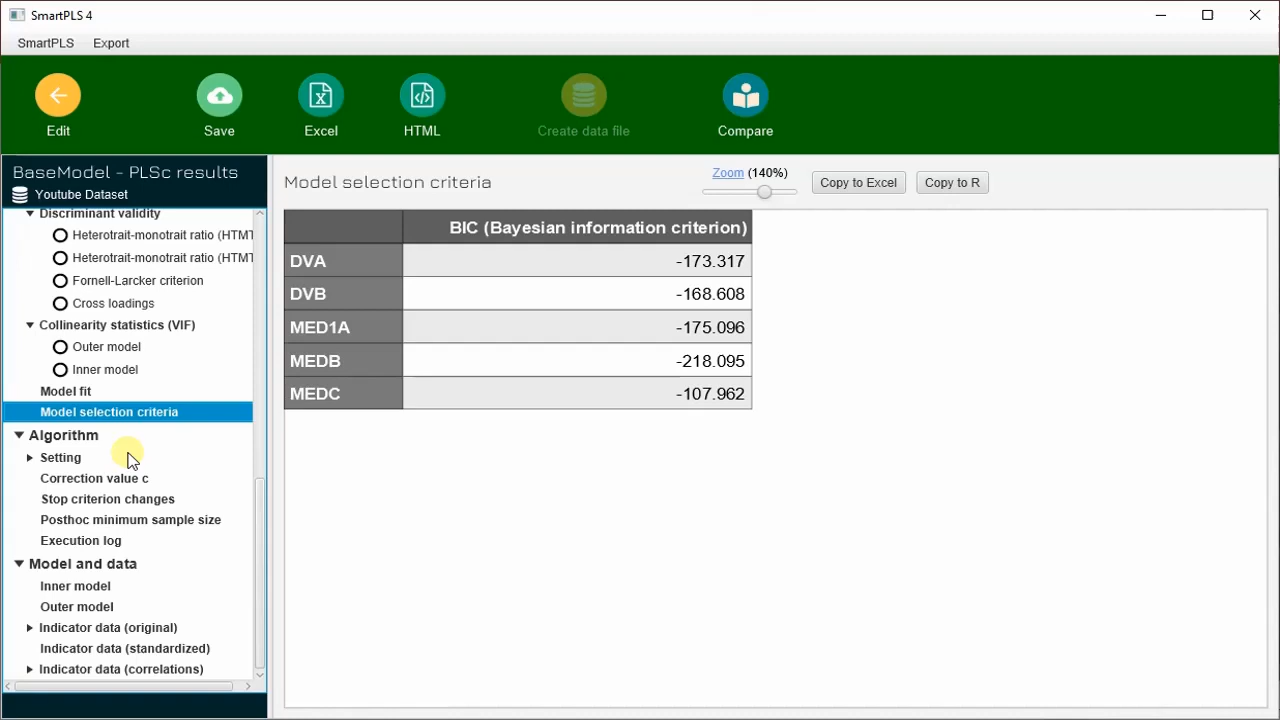 SmartPLS 4
SmartPLS Export
Edit Save Excel HTML Create data file Compare
BaseModel - PLSc results
Youtube Dataset
Discriminant validity
Heterotrait-monotrait ratio (HTMT
Heterotrait-monotrait ratio (HTMT
Fornell-Larcker criterion
Cross loadings
Collinearity statistics (VIF)
Outer model
Inner model
Model fit
Model selection criteria
Algorithm
Setting
Correction value c
Stop criterion changes
Posthoc minimum sample size
Execution log
Model and data
Inner model
Outer model
Indicator data (original)
Indicator data (standardized)
Indicator data (correlations)
Model selection criteria
Zoom (140%)
Copy to Excel
Copy to R
BIC (Bayesian information criterion)
DVA -173.317
DVB -168.608
MED1A -175.096
MEDB -218.095
MEDC -107.962